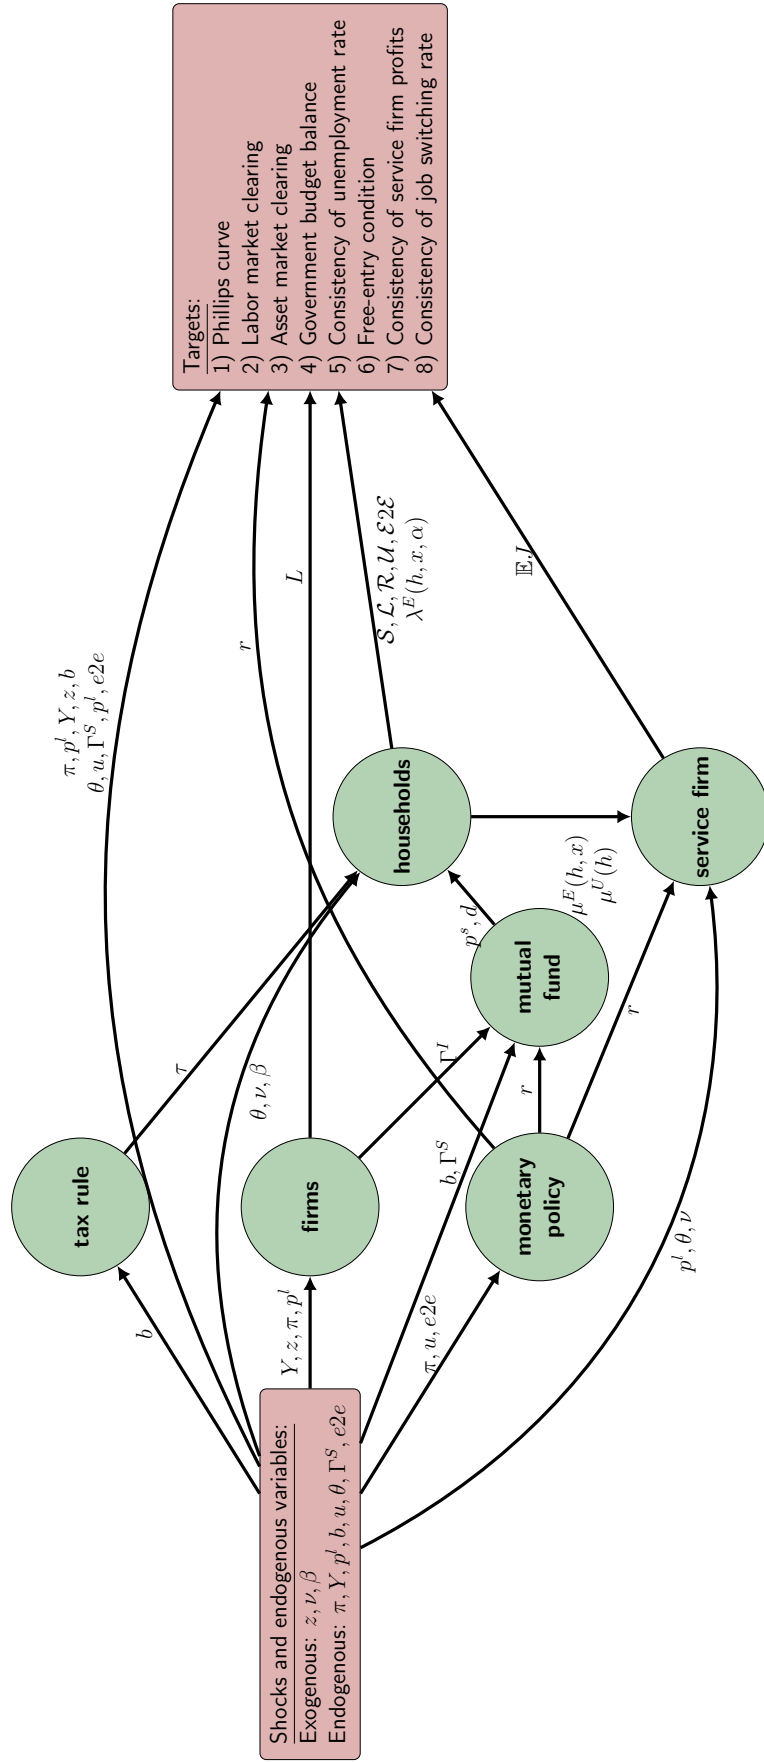 Shocks and endogenous variables:
Exogenous: z, ν, β
Endogenous: π, Y, p^l, b, u, θ, Γ^S, e2e
b
π, p^l, Y, z, b
θ, u, Γ^S, p^l, e2e
θ, ν, β
Y, z, π, p^l
b, Γ^S
π, u, e2e
p^l, θ, ν
tax rule
firms
monetary
policy
τ
L
Γ^I
r
r
r
mutual
fund
p^s, d
households
μ^E(h, x)
μ^U(h)
service firm
𝒮, ℒ, ℛ, 𝒰, ℰ2ℰ
λ^E(h, x, α)
𝔼J
Targets:
1) Phillips curve
2) Labor market clearing
3) Asset market clearing
4) Government budget balance
5) Consistency of unemployment rate
6) Free-entry condition
7) Consistency of service firm profits
8) Consistency of job switching rate